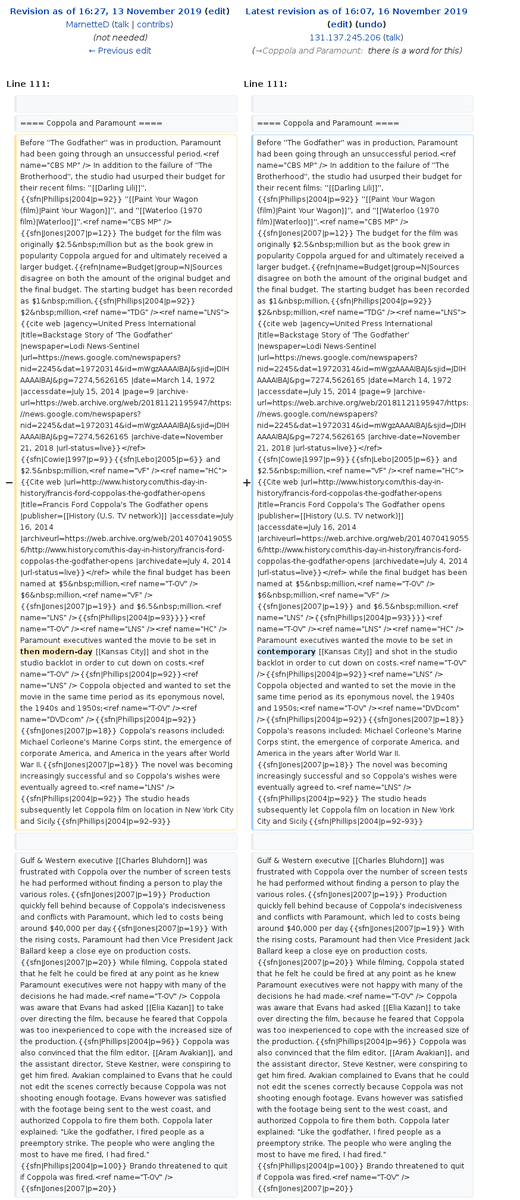 Revision as of 16:27, 13 November 2019 (edit)
MarnetteD (talk | contribs)
(not needed)
← Previous edit
Latest revision as of 16:07, 16 November 2019
(edit) (undo)
131.137.245.206 (talk)
(→Coppola and Paramount: there is a word for this)
Line 111:
Line 111:
==== Coppola and Paramount ====
==== Coppola and Paramount ====
−
Before ''The Godfather'' was in production, Paramount
had been going through an unsuccessful period.<ref
name="CBS MP" /> In addition to the failure of ''The
Brotherhood'', the studio had usurped their budget for
their recent films: ''[[Darling Lili]]'',
{{sfn|Phillips|2004|p=92}} ''[[Paint Your Wagon
(film)|Paint Your Wagon]]'', and ''[[Waterloo (1970
film)|Waterloo]]''.<ref name="CBS MP" />
{{sfn|Jones|2007|p=12}} The budget for the film was
originally $2.5&nbsp;million but as the book grew in
popularity Coppola argued for and ultimately received a
larger budget.{{refn|name=Budget|group=N|Sources
disagree on both the amount of the original budget and
the final budget. The starting budget has been recorded
as $1&nbsp;million,{{sfn|Phillips|2004|p=92}}
$2&nbsp;million,<ref name="TDG" /><ref name="LNS">
{{cite web |agency=United Press International
|title=Backstage Story of 'The Godfather'
|newspaper=Lodi News-Sentinel
|url=https://news.google.com/newspapers?
nid=2245&dat=19720314&id=mWgzAAAAIBAJ&sjid=JDIH
AAAAIBAJ&pg=7274,5626165 |date=March 14, 1972
|accessdate=July 15, 2014 |page=9 |archive-
url=https://web.archive.org/web/20181121195947/https:
//news.google.com/newspapers?
nid=2245&dat=19720314&id=mWgzAAAAIBAJ&sjid=JDIH
AAAAIBAJ&pg=7274,5626165 |archive-date=November
21, 2018 |url-status=live}}</ref>
{{sfn|Cowie|1997|p=9}}{{sfn|Lebo|2005|p=6}} and
$2.5&nbsp;million,<ref name="VF" /><ref name="HC">
{{Cite web |url=http://www.history.com/this-day-in-
history/francis-ford-coppolas-the-godfather-opens
|title=Francis Ford Coppola's The Godfather opens
|publisher=[[History (U.S. TV network)]] |accessdate=July
16, 2014
|archiveurl=https://web.archive.org/web/2014070419055
6/http://www.history.com/this-day-in-history/francis-ford-
coppolas-the-godfather-opens |archivedate=July 4, 2014
|url-status=live}}</ref> while the final budget has been
named at $5&nbsp;million,<ref name="T-0V" />
$6&nbsp;million,<ref name="VF" />
{{sfn|Jones|2007|p=19}} and $6.5&nbsp;million.<ref
name="LNS" />{{sfn|Phillips|2004|p=93}}}}<ref
name="T-0V" /><ref name="LNS" /><ref name="HC" />
Paramount executives wanted the movie to be set in
then modern-day [[Kansas City]] and shot in the
studio backlot in order to cut down on costs.<ref
name="T-0V" />{{sfn|Phillips|2004|p=92}}<ref
name="LNS" /> Coppola objected and wanted to set the
movie in the same time period as its eponymous novel,
the 1940s and 1950s;<ref name="T-0V" /><ref
name="DVDcom" />{{sfn|Phillips|2004|p=92}}
{{sfn|Jones|2007|p=18}} Coppola's reasons included:
Michael Corleone's Marine Corps stint, the emergence of
corporate America, and America in the years after World
War II.{{sfn|Jones|2007|p=18}} The novel was becoming
increasingly successful and so Coppola's wishes were
eventually agreed to.<ref name="LNS" />
{{sfn|Phillips|2004|p=92}} The studio heads
subsequently let Coppola film on location in New York City
and Sicily.{{sfn|Phillips|2004|p=92-93}}
+
Before ''The Godfather'' was in production, Paramount
had been going through an unsuccessful period.<ref
name="CBS MP" /> In addition to the failure of ''The
Brotherhood'', the studio had usurped their budget for
their recent films: ''[[Darling Lili]]'',
{{sfn|Phillips|2004|p=92}} ''[[Paint Your Wagon
(film)|Paint Your Wagon]]'', and ''[[Waterloo (1970
film)|Waterloo]]''.<ref name="CBS MP" />
{{sfn|Jones|2007|p=12}} The budget for the film was
originally $2.5&nbsp;million but as the book grew in
popularity Coppola argued for and ultimately received a
larger budget.{{refn|name=Budget|group=N|Sources
disagree on both the amount of the original budget and
the final budget. The starting budget has been recorded
as $1&nbsp;million,{{sfn|Phillips|2004|p=92}}
$2&nbsp;million,<ref name="TDG" /><ref name="LNS">
{{cite web |agency=United Press International
|title=Backstage Story of 'The Godfather'
|newspaper=Lodi News-Sentinel
|url=https://news.google.com/newspapers?
nid=2245&dat=19720314&id=mWgzAAAAIBAJ&sjid=JDIH
AAAAIBAJ&pg=7274,5626165 |date=March 14, 1972
|accessdate=July 15, 2014 |page=9 |archive-
url=https://web.archive.org/web/20181121195947/https:
//news.google.com/newspapers?
nid=2245&dat=19720314&id=mWgzAAAAIBAJ&sjid=JDIH
AAAAIBAJ&pg=7274,5626165 |archive-date=November
21, 2018 |url-status=live}}</ref>
{{sfn|Cowie|1997|p=9}}{{sfn|Lebo|2005|p=6}} and
$2.5&nbsp;million,<ref name="VF" /><ref name="HC">
{{Cite web |url=http://www.history.com/this-day-in-
history/francis-ford-coppolas-the-godfather-opens
|title=Francis Ford Coppola's The Godfather opens
|publisher=[[History (U.S. TV network)]]
|accessdate=July 16, 2014
|archiveurl=https://web.archive.org/web/2014070419055
6/http://www.history.com/this-day-in-history/francis-ford-
coppolas-the-godfather-opens |archivedate=July 4, 2014
|url-status=live}}</ref> while the final budget has been
named at $5&nbsp;million,<ref name="T-0V" />
$6&nbsp;million,<ref name="VF" />
{{sfn|Jones|2007|p=19}} and $6.5&nbsp;million.<ref
name="LNS" />{{sfn|Phillips|2004|p=93}}}}<ref
name="T-0V" /><ref name="LNS" /><ref name="HC" />
Paramount executives wanted the movie to be set in
contemporary [[Kansas City]] and shot in the studio
backlot in order to cut down on costs.<ref name="T-0V"
/>{{sfn|Phillips|2004|p=92}}<ref name="LNS" />
Coppola objected and wanted to set the movie in the
same time period as its eponymous novel, the 1940s
and 1950s;<ref name="T-0V" /><ref name="DVDcom"
/>{{sfn|Phillips|2004|p=92}}{{sfn|Jones|2007|p=18}}
Coppola's reasons included: Michael Corleone's Marine
Corps stint, the emergence of corporate America, and
America in the years after World War II.
{{sfn|Jones|2007|p=18}} The novel was becoming
increasingly successful and so Coppola's wishes were
eventually agreed to.<ref name="LNS" />
{{sfn|Phillips|2004|p=92}} The studio heads
subsequently let Coppola film on location in New York
City and Sicily.{{sfn|Phillips|2004|p=92-93}}
Gulf & Western executive [[Charles Bluhdorn]] was
frustrated with Coppola over the number of screen tests
he had performed without finding a person to play the
various roles.{{sfn|Jones|2007|p=19}} Production
quickly fell behind because of Coppola's indecisiveness
and conflicts with Paramount, which led to costs being
around $40,000 per day.{{sfn|Jones|2007|p=19}} With
the rising costs, Paramount had then Vice President Jack
Ballard keep a close eye on production costs.
{{sfn|Jones|2007|p=20}} While filming, Coppola stated
that he felt he could be fired at any point as he knew
Paramount executives were not happy with many of the
decisions he had made.<ref name="T-0V" /> Coppola
was aware that Evans had asked [[Elia Kazan]] to take
over directing the film, because he feared that Coppola
was too inexperienced to cope with the increased size of
the production.{{sfn|Phillips|2004|p=96}} Coppola
was also convinced that the film editor, [[Aram Avakian]], and
the assistant director, Steve Kestner, were conspiring to
get him fired. Avakian complained to Evans that he could
not edit the scenes correctly because Coppola was not
shooting enough footage. Evans however was satisfied
with the footage being sent to the west coast, and
authorized Coppola to fire them both. Coppola later
explained: "Like the godfather, I fired people as a
preemptory strike. The people who were angling the
most to have me fired, I had fired."
{{sfn|Phillips|2004|p=100}} Brando threatened to quit
if Coppola was fired.<ref name="T-0V" />
{{sfn|Jones|2007|p=20}}
Gulf & Western executive [[Charles Bluhdorn]] was
frustrated with Coppola over the number of screen tests
he had performed without finding a person to play the
various roles.{{sfn|Jones|2007|p=19}} Production
quickly fell behind because of Coppola's indecisiveness
and conflicts with Paramount, which led to costs being
around $40,000 per day.{{sfn|Jones|2007|p=19}} With
the rising costs, Paramount had then Vice President Jack
Ballard keep a close eye on production costs.
{{sfn|Jones|2007|p=20}} While filming, Coppola stated
that he felt he could be fired at any point as he knew
Paramount executives were not happy with many of the
decisions he had made.<ref name="T-0V" /> Coppola
was aware that Evans had asked [[Elia Kazan]] to take
over directing the film, because he feared that Coppola
was too inexperienced to cope with the increased size of
the production.{{sfn|Phillips|2004|p=96}} Coppola
was also convinced that the film editor, [[Aram Avakian]], and
the assistant director, Steve Kestner, were conspiring to
get him fired. Avakian complained to Evans that he could
not edit the scenes correctly because Coppola was not
shooting enough footage. Evans however was satisfied
with the footage being sent to the west coast, and
authorized Coppola to fire them both. Coppola later
explained: "Like the godfather, I fired people as a
preemptory strike. The people who were angling the
most to have me fired, I had fired."
{{sfn|Phillips|2004|p=100}} Brando threatened to quit
if Coppola was fired.<ref name="T-0V" />
{{sfn|Jones|2007|p=20}}